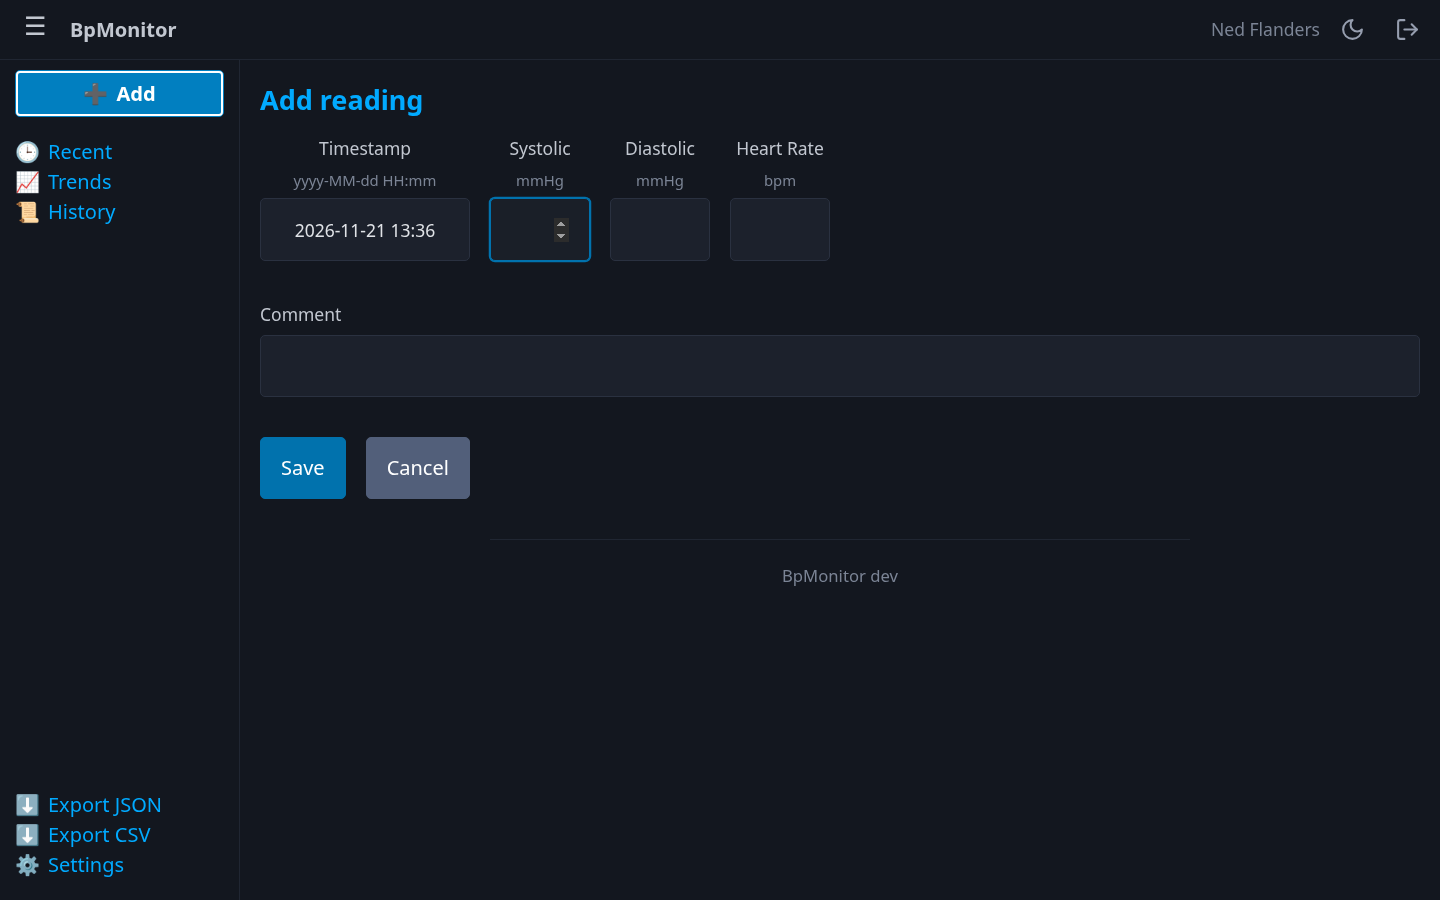 BpMonitor
Ned Flanders
Add
Recent
Trends
History
Export JSON
Export CSV
Settings
Add reading
Timestamp Systolic Diastolic Heart Rate
yyyy-MM-dd HH:mm mmHg mmHg bpm
2026-11-21 13:36
Comment
Save Cancel
BpMonitor dev